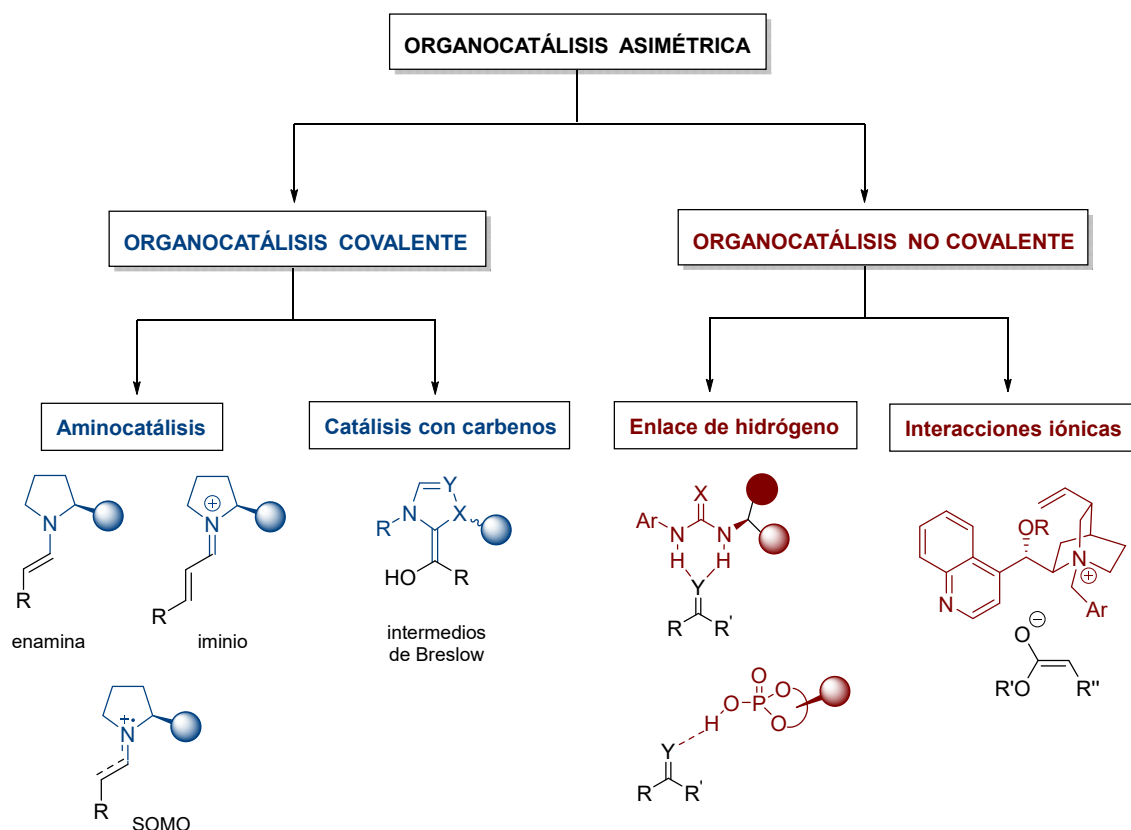 ORGANOCATÁLISIS ASIMÉTRICA
ORGANOCATÁLISIS COVALENTE
ORGANOCATÁLISIS NO COVALENTE
Aminocatálisis
Catálisis con carbenos
Enlace de hidrógeno
Interacciones iónicas
N
R
enamina
N
⊕
R
iminio
N
+•
R
SOMO
Y
N
X
R
HO
R
intermedios
de Breslow
X
Ar
N
N
H
H
Y
R
R'
O
O
P
O
O
H
Y
R
R'
OR
N
⊕
N
Ar
⊖
O
R'O
R''